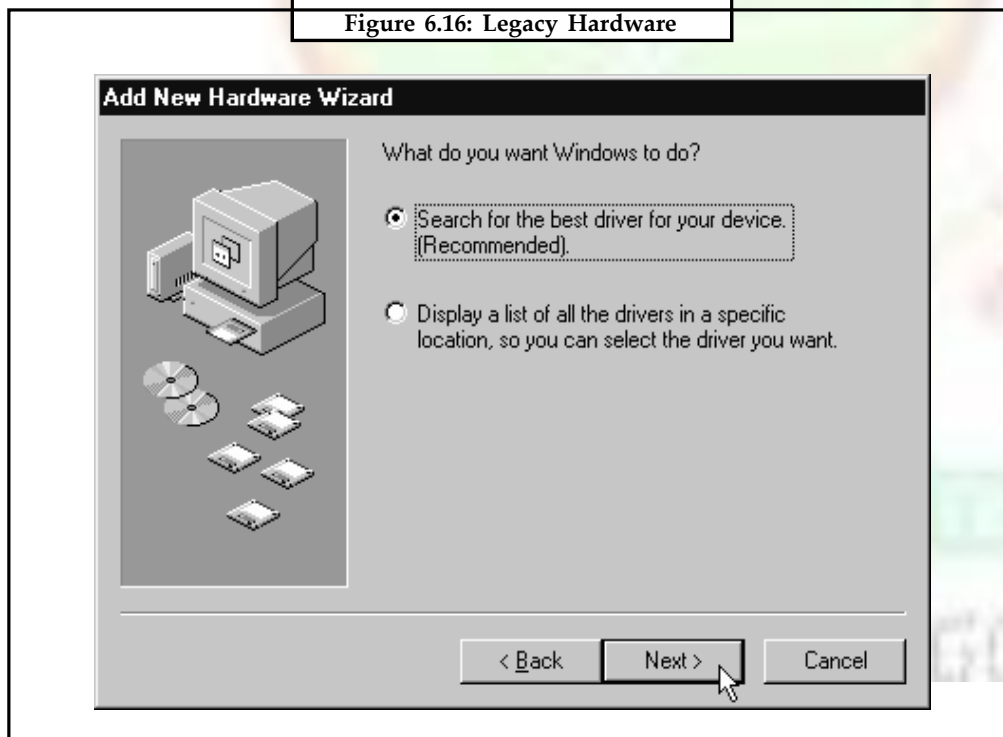 Figure 6.16: Legacy Hardware
Add New Hardware Wizard
What do you want Windows to do?
Search for the best driver for your device.
(Recommended).
Display a list of all the drivers in a specific
location, so you can select the driver you want.
< Back
Next >
Cancel